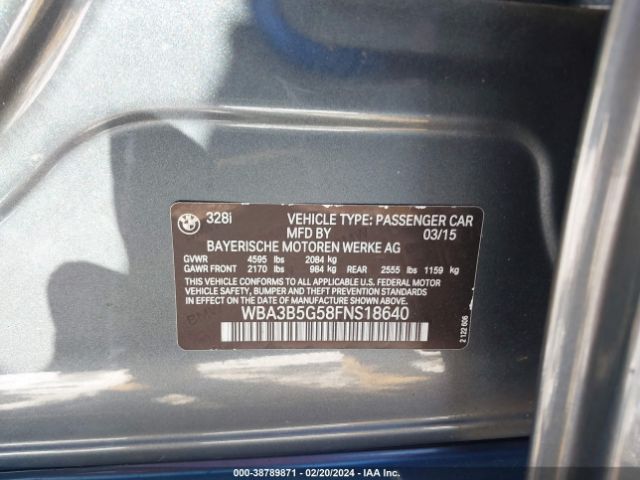 328i VEHICLE TYPE: PASSENGER CAR
MFD BY 03/15
BAYERISCHE MOTOREN WERKE AG
GVWR 4595 lbs 2084 kg
GAWR FRONT 2170 lbs 984 kg REAR 2555 lbs 1159 kg
THIS VEHICLE CONFORMS TO ALL APPLICABLE U.S. FEDERAL MOTOR
VEHICLE SAFETY, BUMPER AND THEFT PREVENTION STANDARDS IN
EFFECT ON THE DATE OF MANUFACTURE SHOWN ABOVE.
WBA3B5G58FNS18640
2 122 606
000-38789871 - 02/20/2024 - IAA Inc.